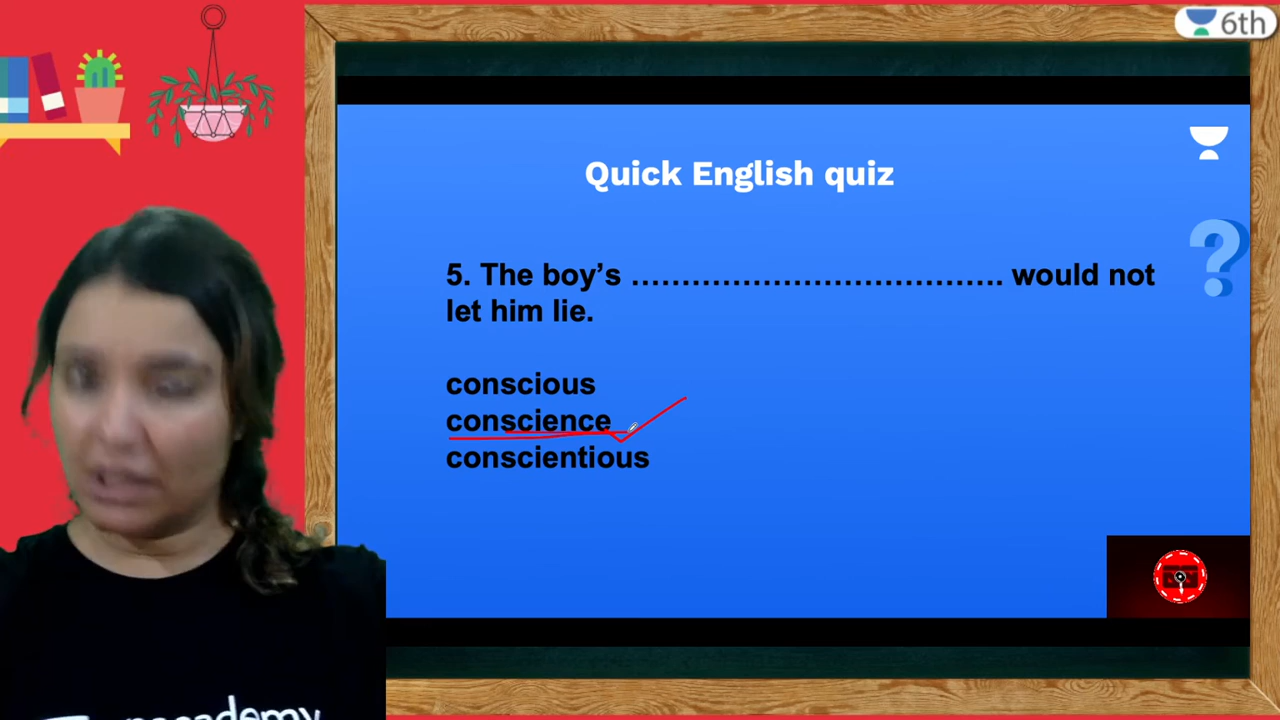 6th
Quick English quiz
5. The boy's ………………………………. would not
let him lie.
conscious
conscience
conscientious